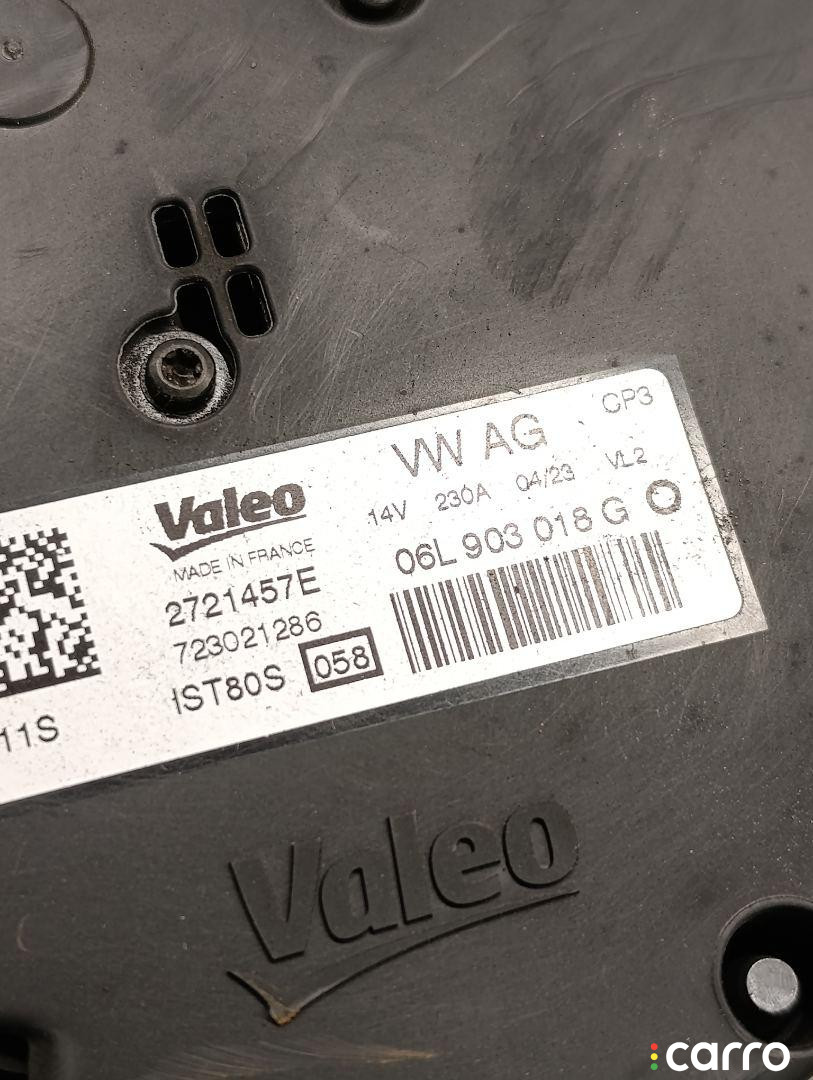 CP3
VW AG
14V 230A 04/23 VL2
06L 903 018 G
Valeo
MADE IN FRANCE
2721457E
723021286
IST80S 058
11S
Valeo
carro